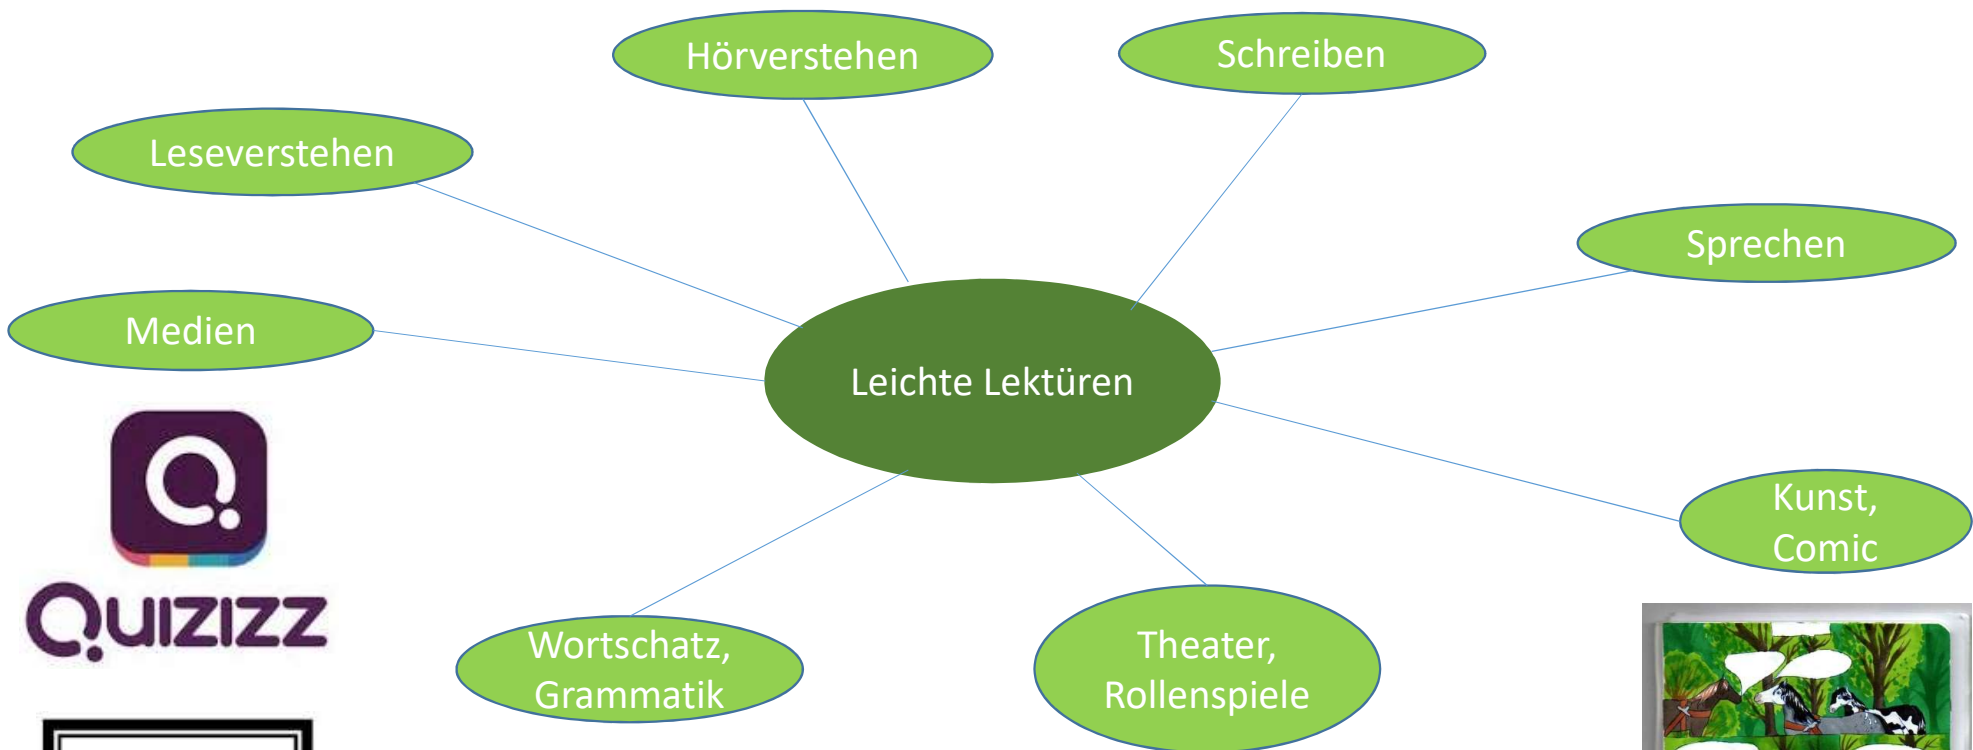 Hörverstehen
Schreiben
Leseverstehen
Sprechen
Medien
Leichte Lektüren
Kunst,
Comic
QUIZIZZ
Wortschatz,
Grammatik
Theater,
Rollenspiele